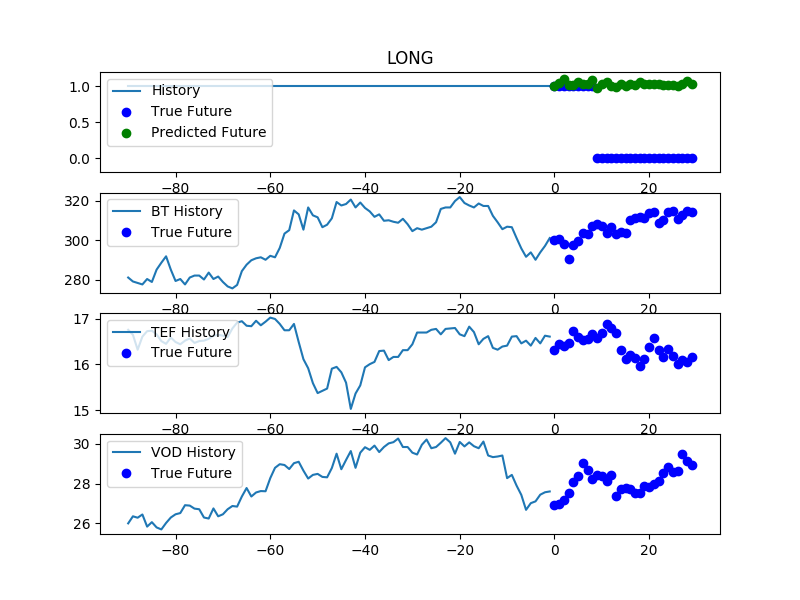 LONG
1.0
0.5
0.0
History
True Future
Predicted Future
−80 −60 −40 −20 0 20
320
300
280
BT History
True Future
−80 −60 −40 −20 0 20
17
16
15
TEF History
True Future
−80 −60 −40 −20 0 20
30
28
26
VOD History
True Future
−80 −60 −40 −20 0 20